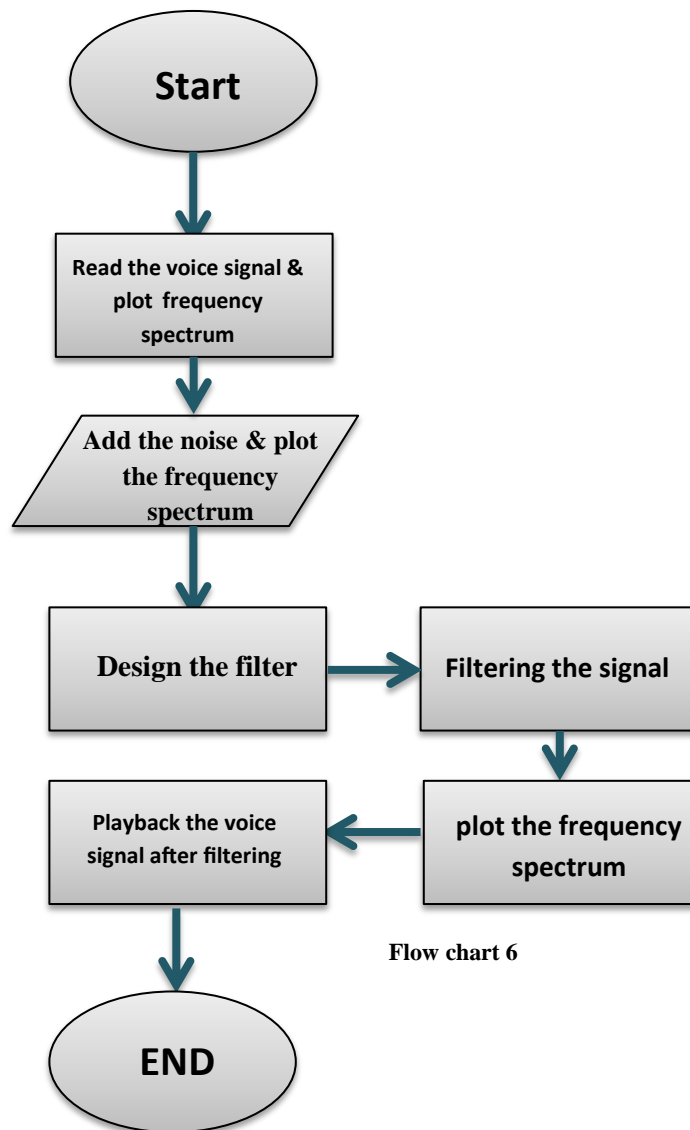 Start
Read the voice signal &
plot frequency
spectrum
Add the noise & plot
the frequency
spectrum
Design the filter
Filtering the signal
plot the frequency
spectrum
Playback the voice
signal after filtering
Flow chart 6
END